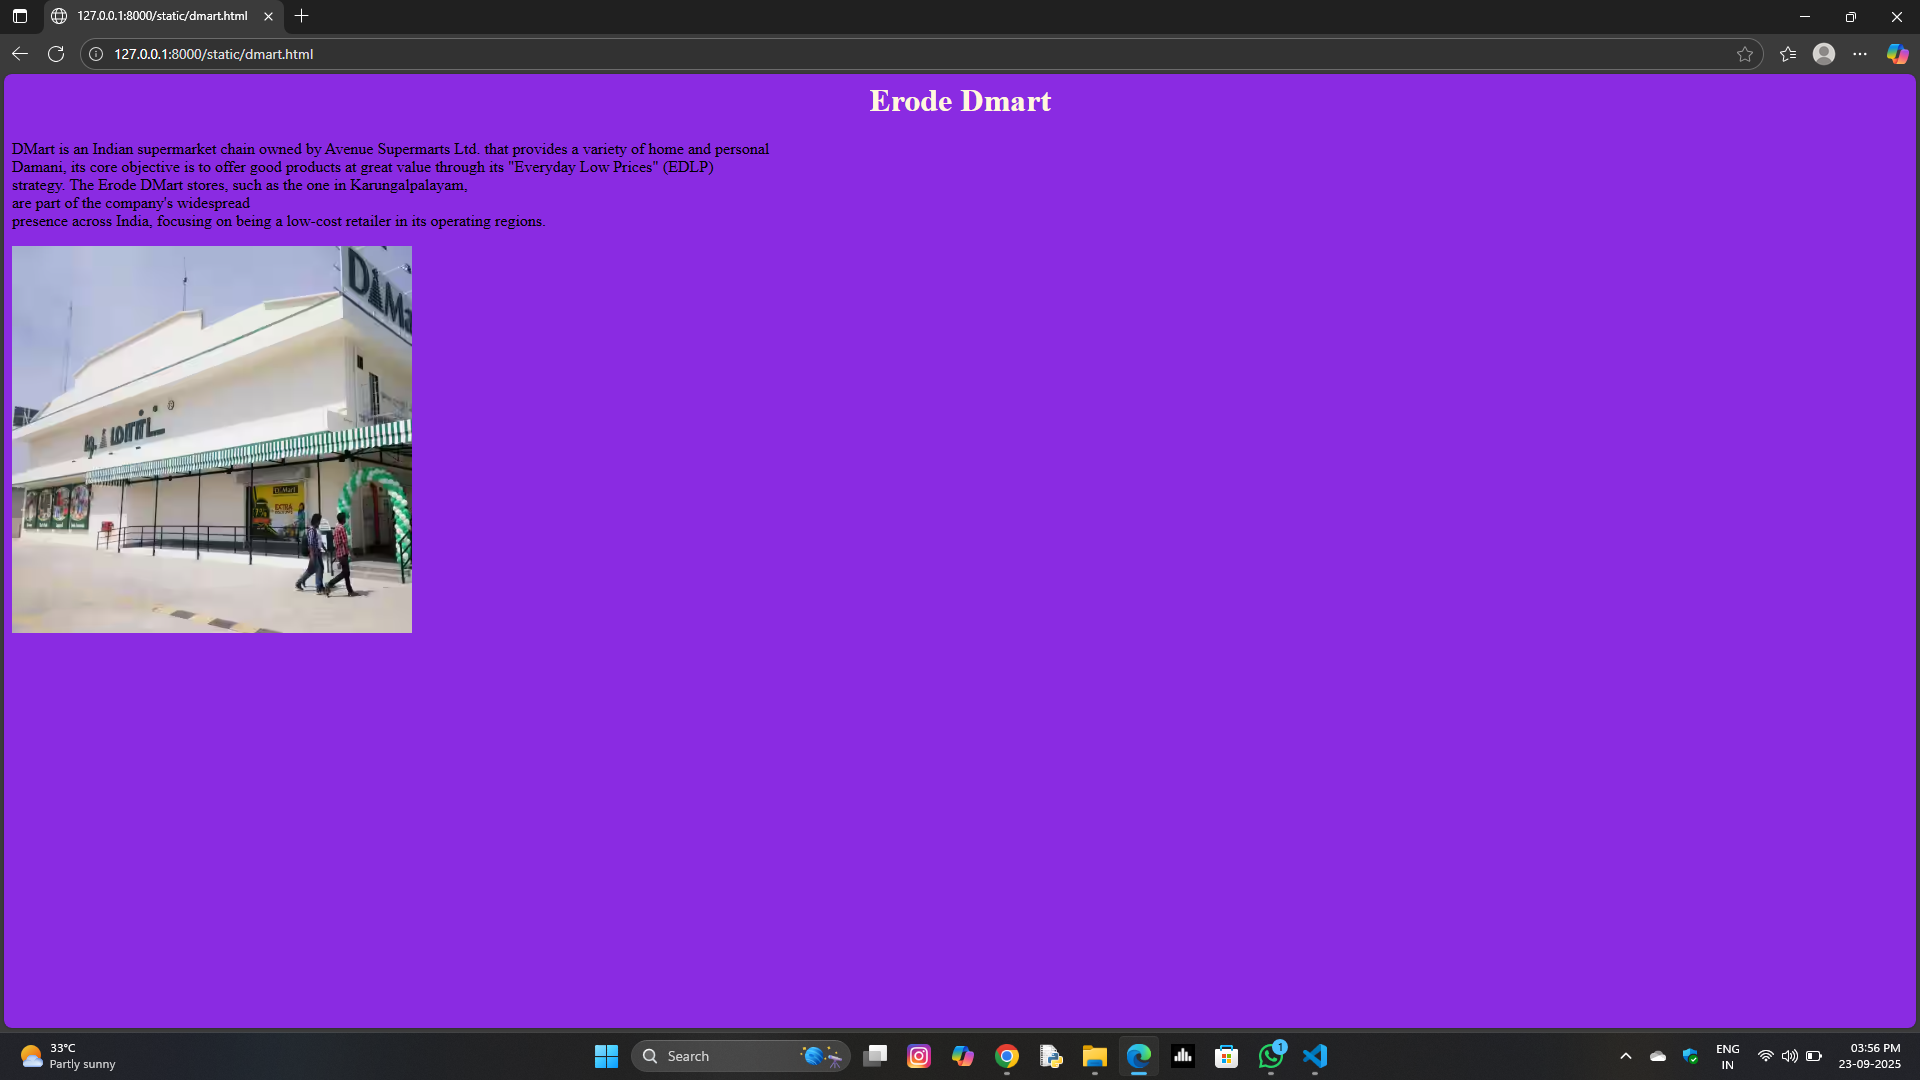 127.0.0.1:8000/static/dmart.html
127.0.0.1:8000/static/dmart.html
Erode Dmart
DMart is an Indian supermarket chain owned by Avenue Supermarts Ltd. that provides a variety of home and personal
Damani, its core objective is to offer good products at great value through its "Everyday Low Prices" (EDLP)
strategy. The Erode DMart stores, such as the one in Karungalpalayam,
are part of the company's widespread
presence across India, focusing on being a low-cost retailer in its operating regions.
DMa
DMart
EXTRA
7%
33°C
Partly sunny
Search
1
ENG
IN
03:56 PM
23-09-2025